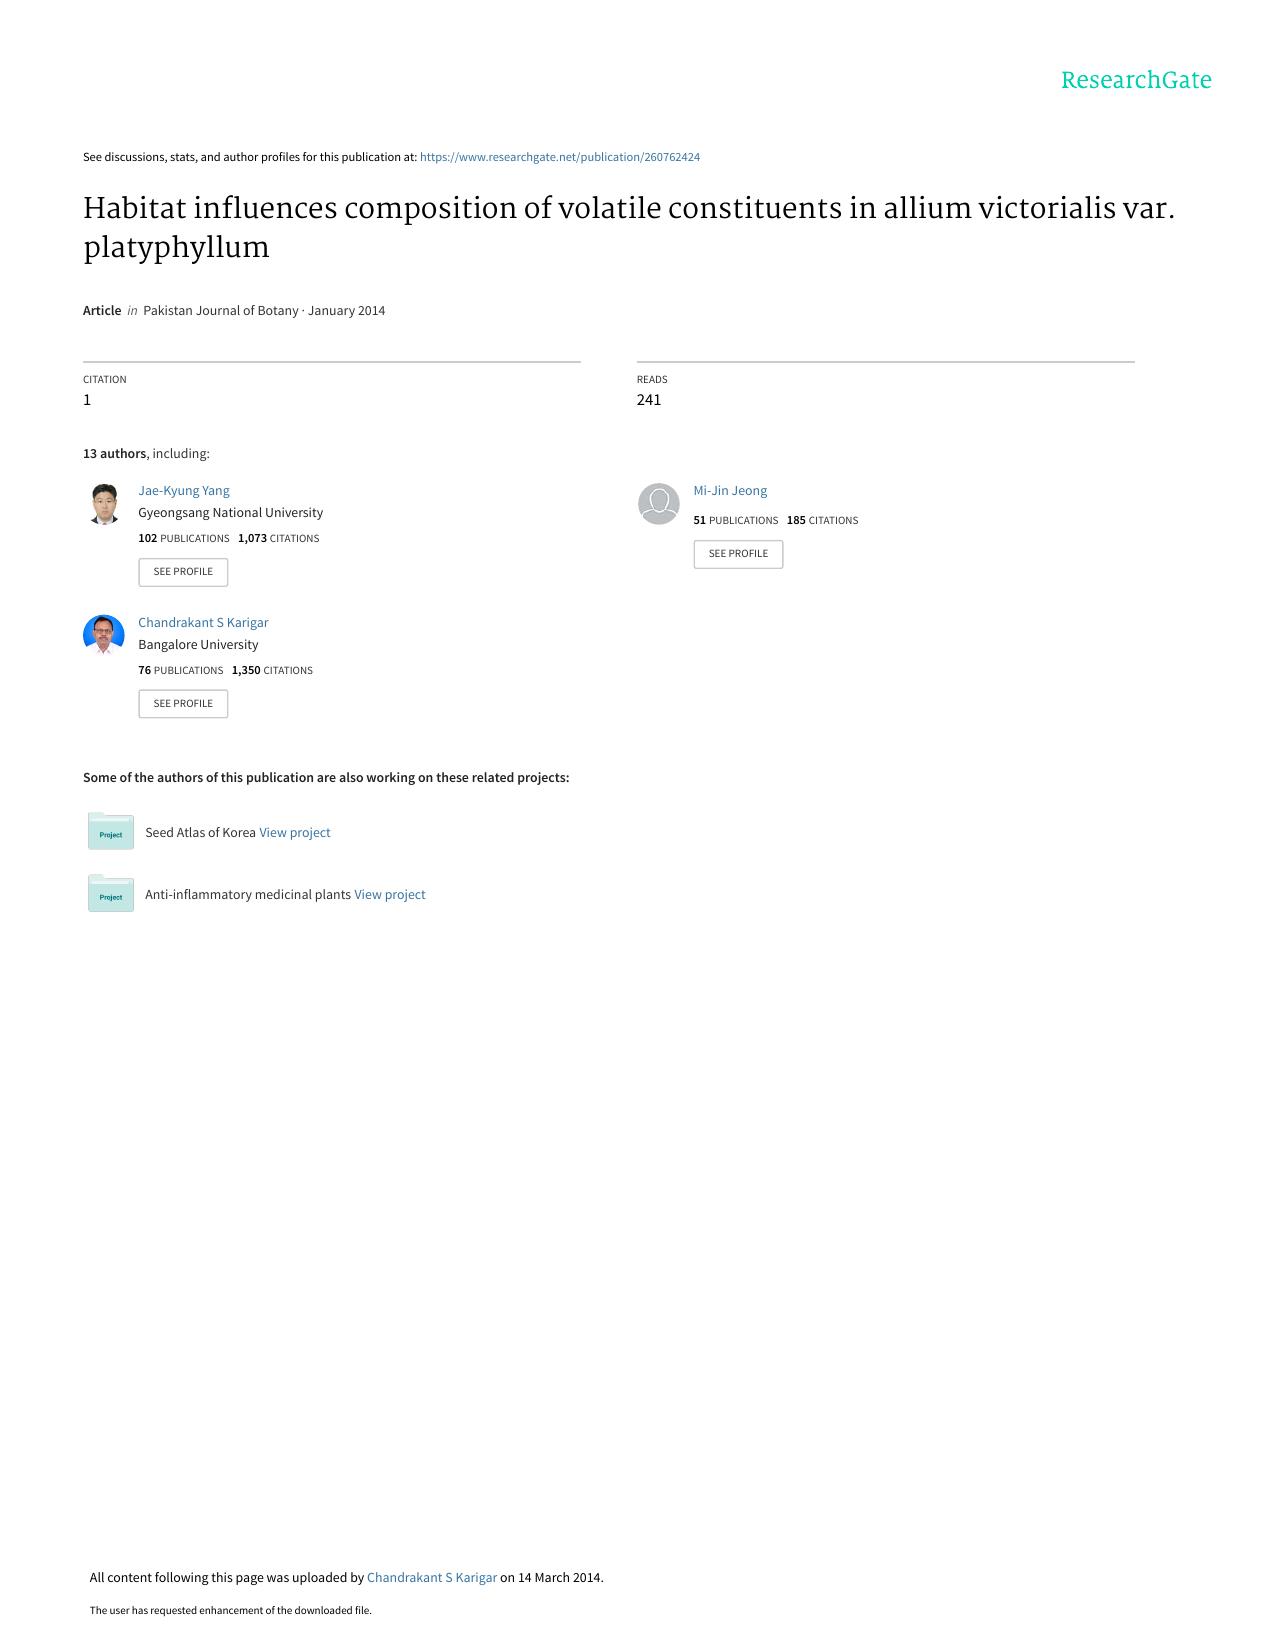 ResearchGate
See discussions, stats, and author profiles for this publication at: https://www.researchgate.net/publication/260762424
Habitat influences composition of volatile constituents in allium victorialis var.
platyphyllum
Article in Pakistan Journal of Botany · January 2014
CITATION
1
READS
241
13 authors, including:
Jae-Kyung Yang
Gyeongsang National University
102 PUBLICATIONS 1,073 CITATIONS
SEE PROFILE
Mi-Jin Jeong
51 PUBLICATIONS 185 CITATIONS
SEE PROFILE
Chandrakant S Karigar
Bangalore University
76 PUBLICATIONS 1,350 CITATIONS
SEE PROFILE
Some of the authors of this publication are also working on these related projects:
Project
Seed Atlas of Korea View project
Project
Anti-inflammatory medicinal plants View project
All content following this page was uploaded by Chandrakant S Karigar on 14 March 2014.
The user has requested enhancement of the downloaded file.